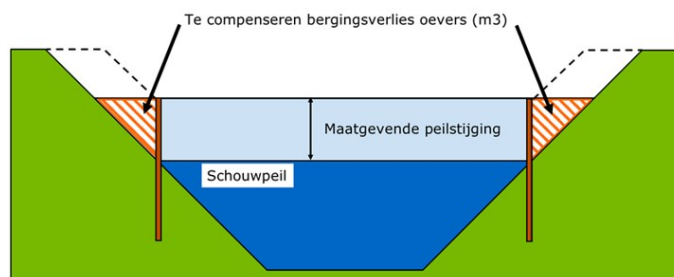 Te compenseren bergingsverlies oevers (m3)
Maatgevende peilstijging
Schouwpeil